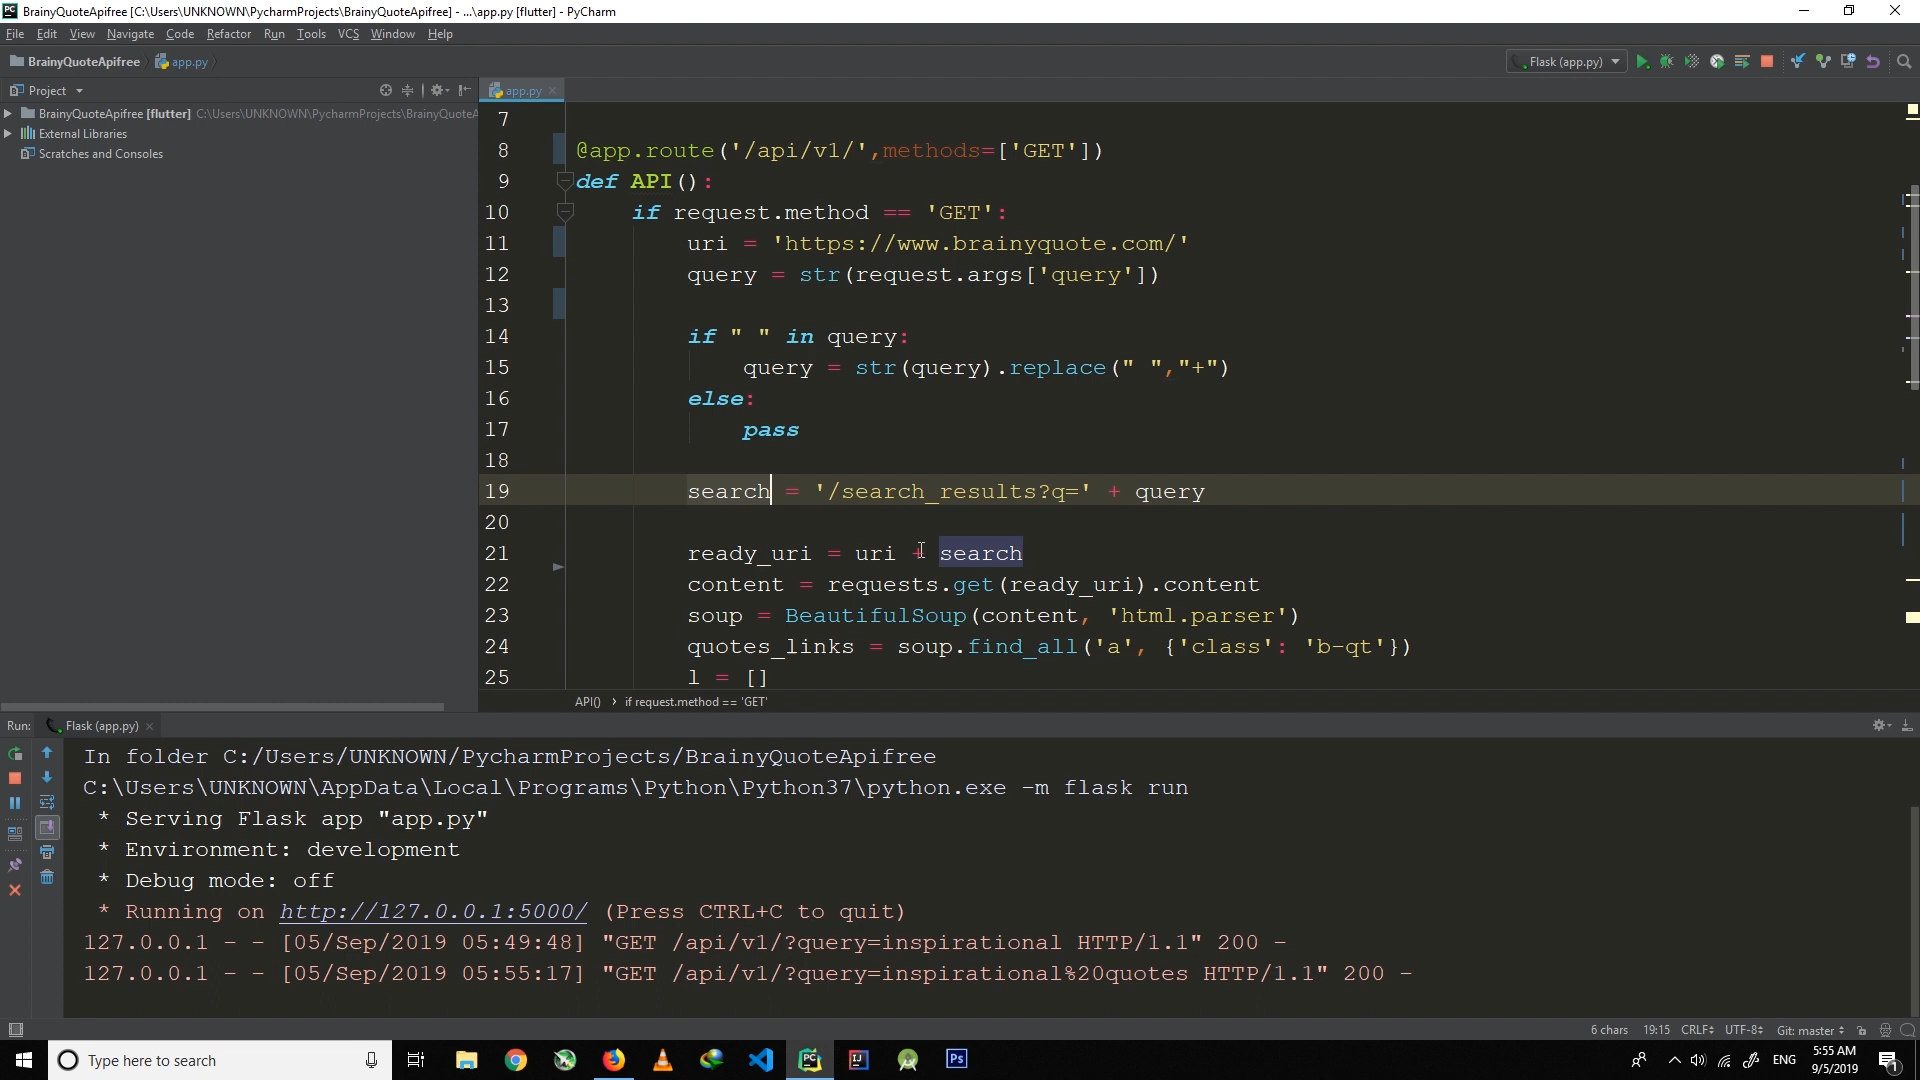 BrainyQuoteApifree [C:\Users\UNKNOWN\PycharmProjects\BrainyQuoteApifree] - ...\app.py [flutter] - PyCharm
File Edit View Navigate Code Refactor Run Tools VCS Window Help
BrainyQuoteApifree app.py Flask (app.py)
Project app.py
BrainyQuoteApifree [flutter] C:\Users\UNKNOWN\PycharmProjects\BrainyQuoteA
External Libraries
Scratches and Consoles
7
8 @app.route('/api/v1/',methods=['GET'])
9 def API():
10 if request.method == 'GET':
11 uri = 'https://www.brainyquote.com/'
12 query = str(request.args['query'])
13
14 if " " in query:
15 query = str(query).replace(" ","+")
16 else:
17 pass
18
19 search = '/search_results?q=' + query
20
21 ready_uri = uri + search
22 content = requests.get(ready_uri).content
23 soup = BeautifulSoup(content, 'html.parser')
24 quotes_links = soup.find_all('a', {'class': 'b-qt'})
25 l = []
API() › if request.method == 'GET'
Run: Flask (app.py)
In folder C:/Users/UNKNOWN/PycharmProjects/BrainyQuoteApifree
C:\Users\UNKNOWN\AppData\Local\Programs\Python\Python37\python.exe -m flask run
* Serving Flask app "app.py"
* Environment: development
* Debug mode: off
* Running on http://127.0.0.1:5000/ (Press CTRL+C to quit)
127.0.0.1 - - [05/Sep/2019 05:49:48] "GET /api/v1/?query=inspirational HTTP/1.1" 200 -
127.0.0.1 - - [05/Sep/2019 05:55:17] "GET /api/v1/?query=inspirational%20quotes HTTP/1.1" 200 -
6 chars 19:15 CRLF UTF-8 Git: master
Type here to search PC IJ Ps ENG 5:55 AM
9/5/2019 1